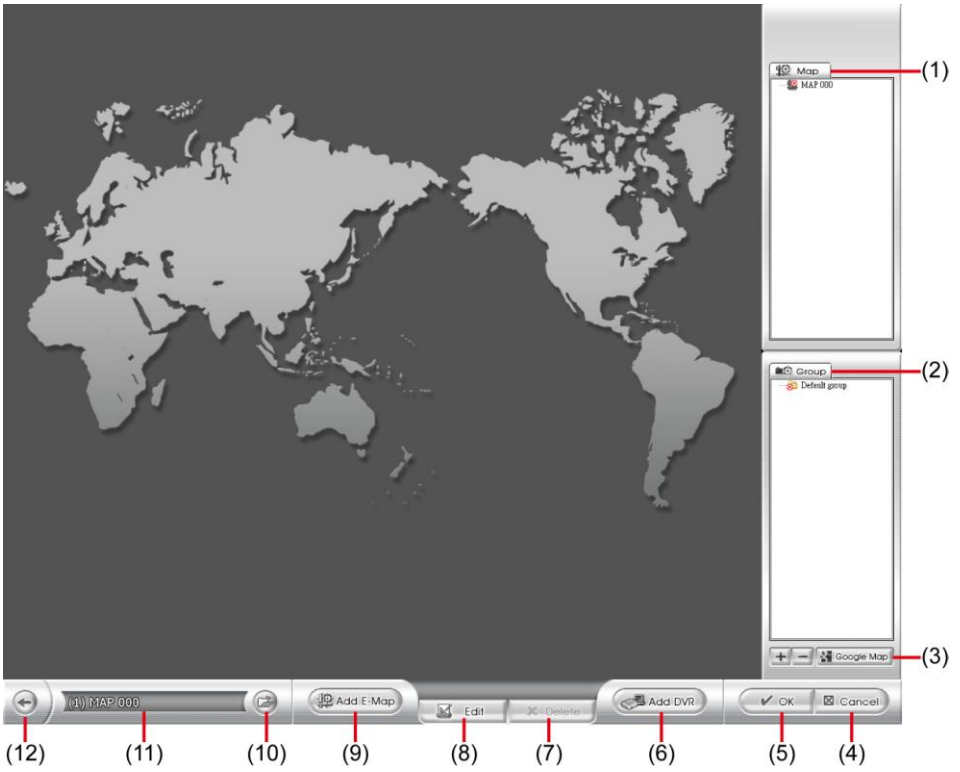 Map
(1)
MAP 000
Group
(2)
Default group
+ - Google Map
(3)
(1) MAP 000
Add E-Map
Edit
Delete
Add DVR
OK
Cancel
(12)
(11)
(10)
(9)
(8)
(7)
(6)
(5)
(4)